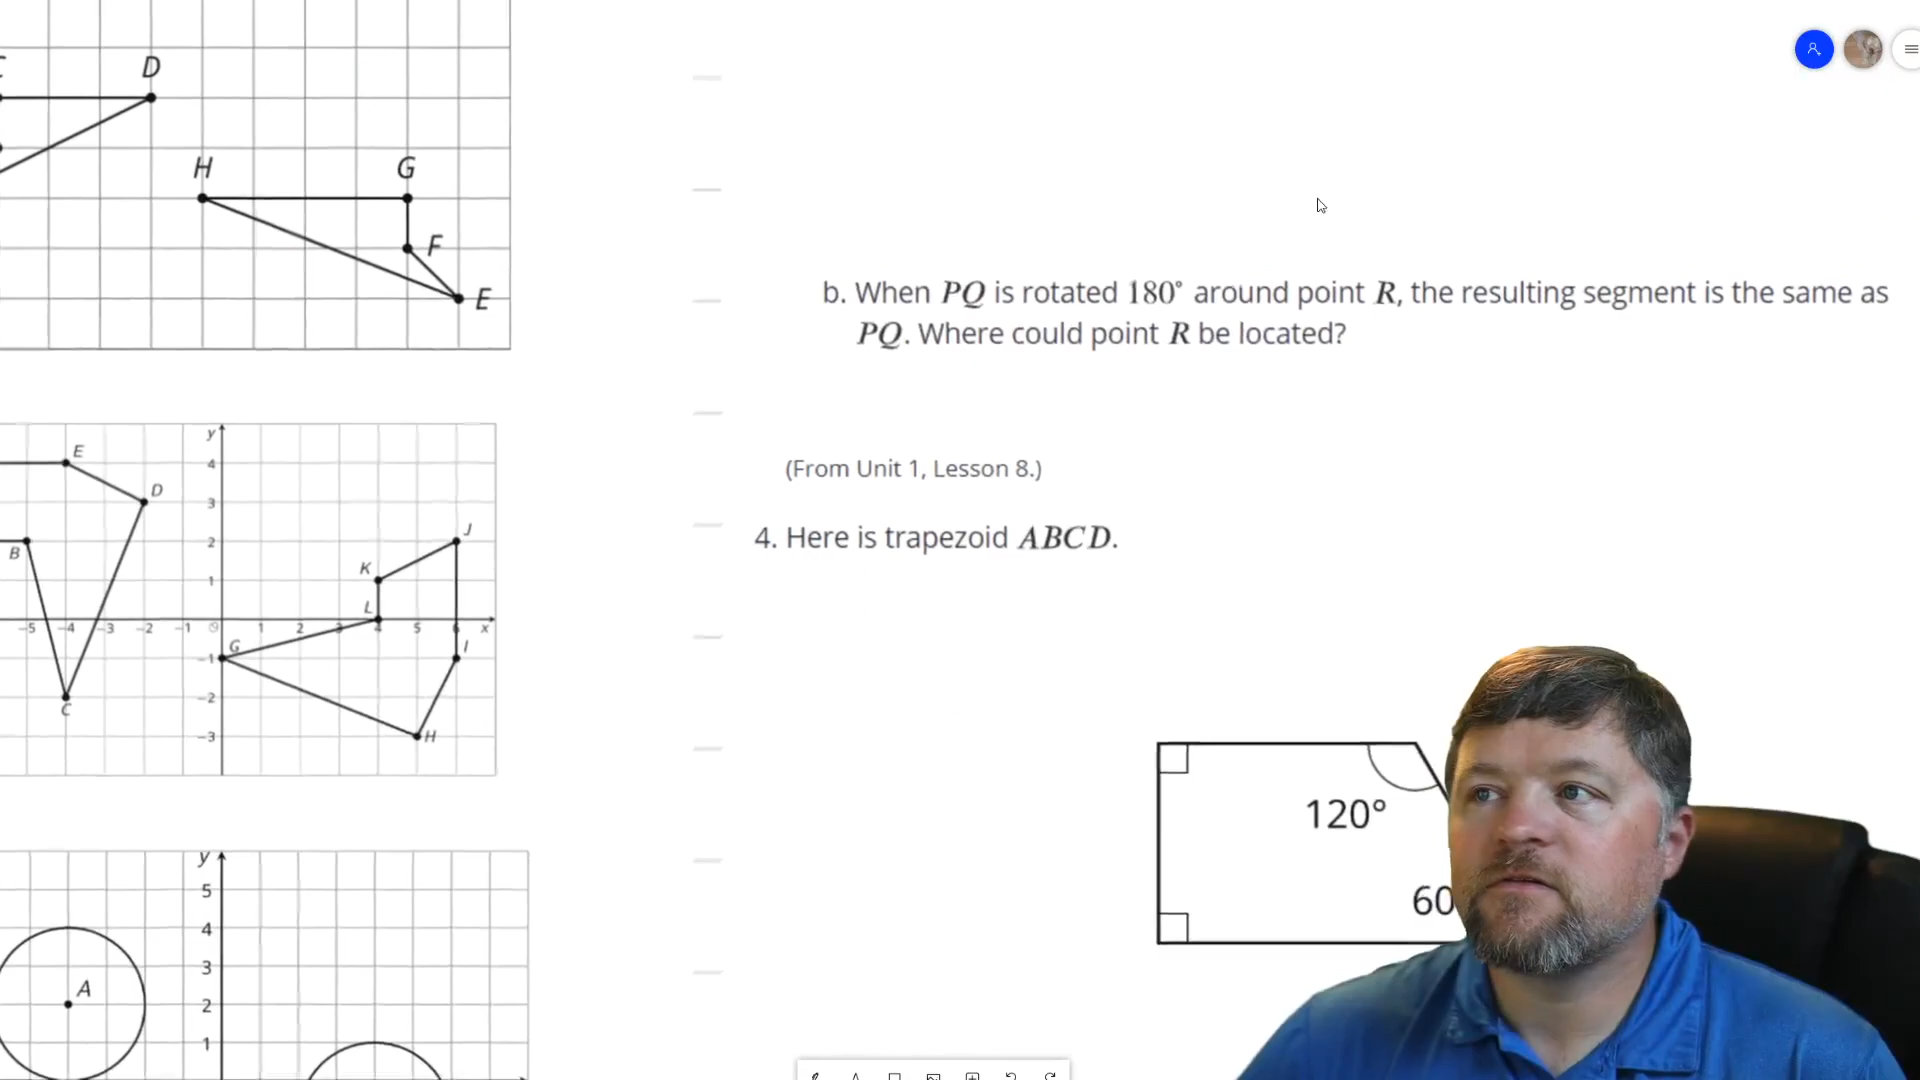 D
H
G
F
E
b. When PQ is rotated 180° around point R, the resulting segment is the same as
PQ. Where could point R be located?
(From Unit 1, Lesson 8.)
4. Here is trapezoid ABCD.
120°
60
y
4
3
2
1
-1
-2
-3
-5 -4 -3 -2 -1 1 2 3 4 5 x
E
D
B
C
J
K
L
G
I
H
y
5
4
3
2
1
A